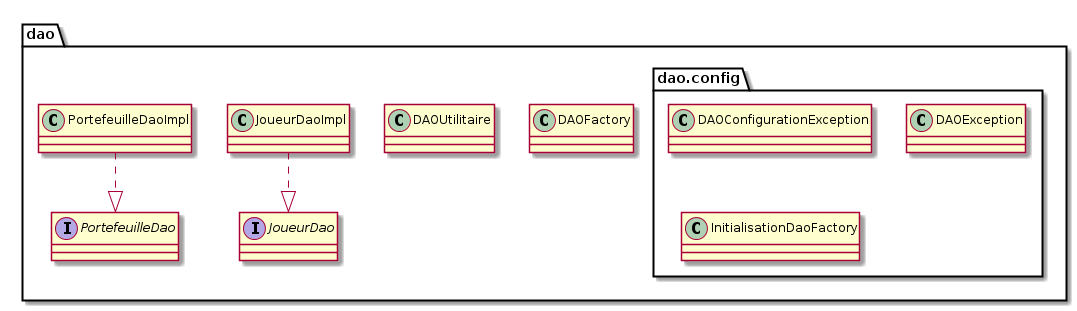 dao
dao.config
C PortefeuilleDaoImpl
C JoueurDaoImpl
C DAOUtilitaire
C DAOFactory
C DAOConfigurationException
C DAOException
I PortefeuilleDao
I JoueurDao
C InitialisationDaoFactory